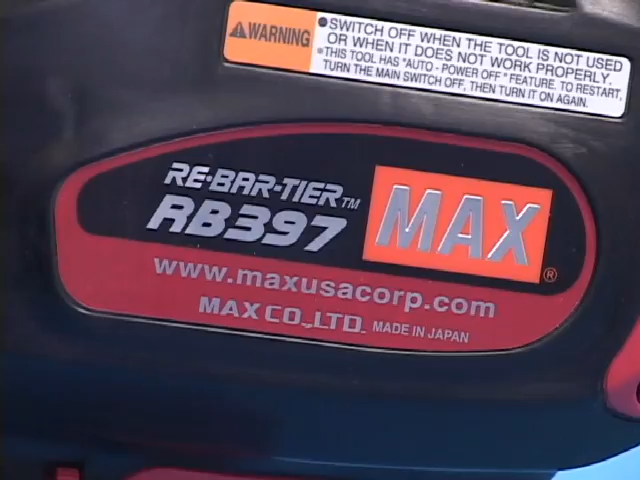 ⚠WARNING
•SWITCH OFF WHEN THE TOOL IS NOT USED
OR WHEN IT DOES NOT WORK PROPERLY.
•THIS TOOL HAS "AUTO - POWER OFF" FEATURE. TO RESTART,
TURN THE MAIN SWITCH OFF, THEN TURN IT ON AGAIN.
RE·BAR·TIER™
RB397
MAX®
www.maxusacorp.com
MAX CO.,LTD. MADE IN JAPAN